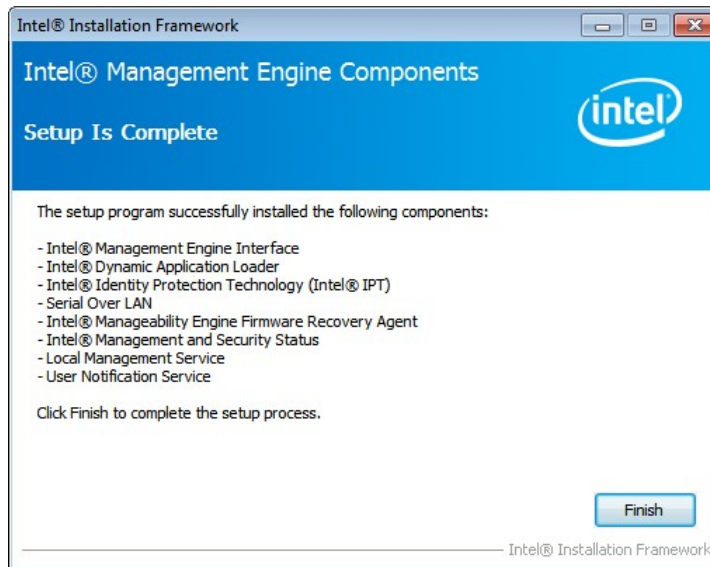 Intel® Installation Framework
Intel® Management Engine Components
intel®
Setup Is Complete
The setup program successfully installed the following components:
- Intel® Management Engine Interface
- Intel® Dynamic Application Loader
- Intel® Identity Protection Technology (Intel® IPT)
- Serial Over LAN
- Intel® Manageability Engine Firmware Recovery Agent
- Intel® Management and Security Status
- Local Management Service
- User Notification Service
Click Finish to complete the setup process.
Finish
Intel® Installation Framework